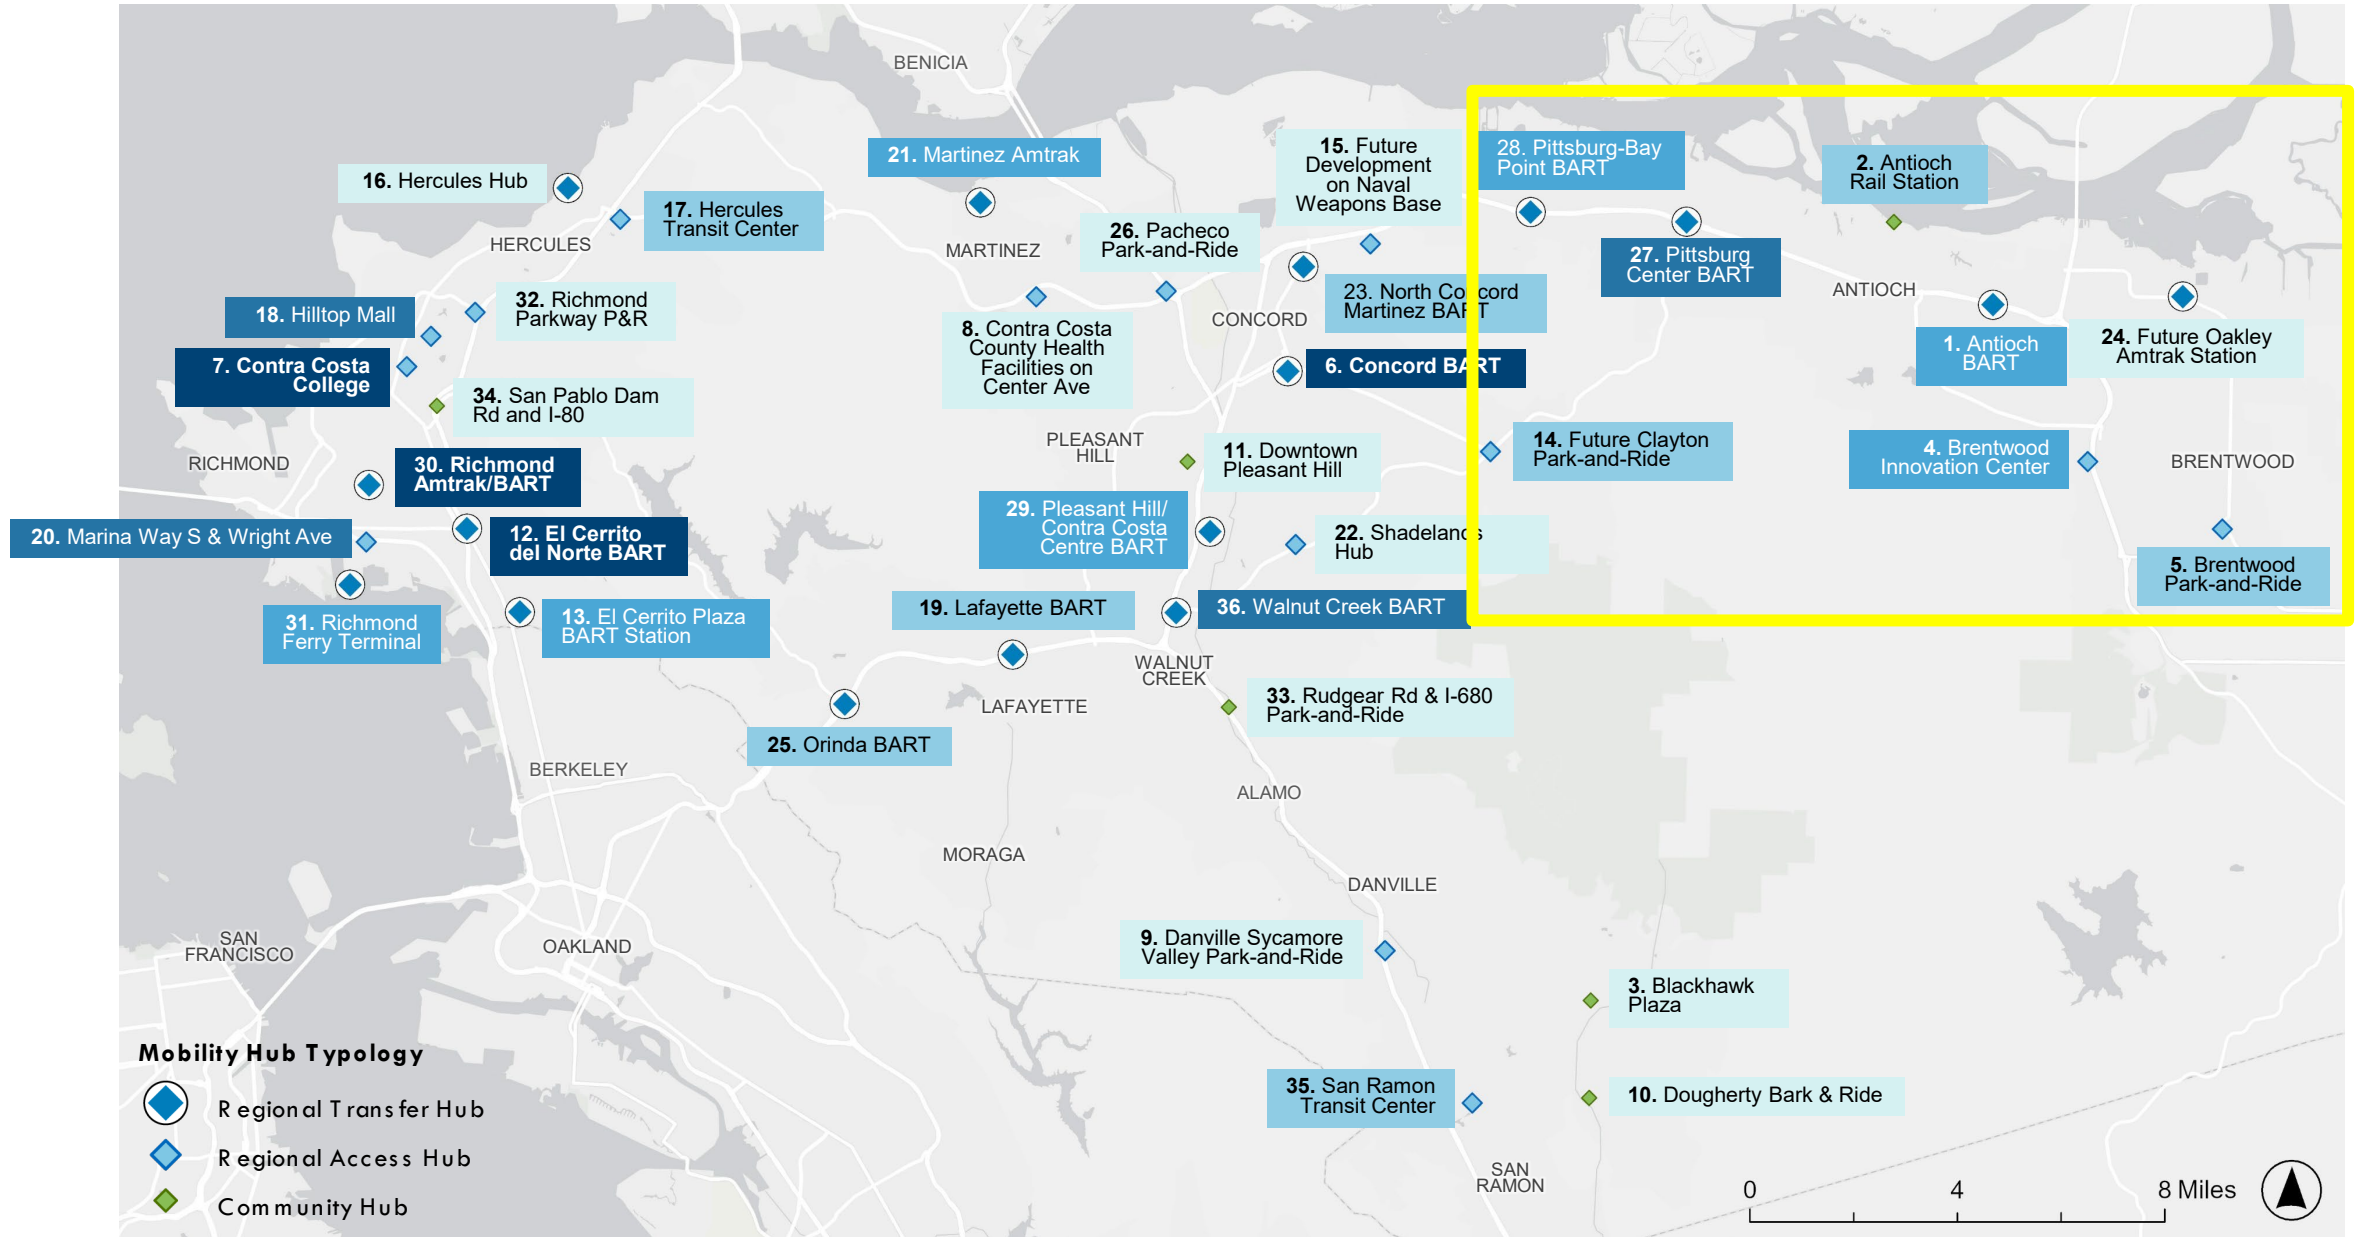 BENICIA
21. Martinez Amtrak
15. Future
Development
on Naval
Weapons Base
28. Pittsburg-Bay
Point BART
2. Antioch
Rail Station
16. Hercules Hub
17. Hercules
Transit Center
HERCULES
MARTINEZ
26. Pacheco
Park-and-Ride
27. Pittsburg
Center BART
ANTIOCH
23. North Concord
Martinez BART
CONCORD
18. Hilltop Mall
32. Richmond
Parkway P&R
8. Contra Costa
County Health
Facilities on
Center Ave
1. Antioch
BART
24. Future Oakley
Amtrak Station
7. Contra Costa
College
6. Concord BART
34. San Pablo Dam
Rd and I-80
PLEASANT
HILL
11. Downtown
Pleasant Hill
14. Future Clayton
Park-and-Ride
4. Brentwood
Innovation Center
BRENTWOOD
RICHMOND
30. Richmond
Amtrak/BART
29. Pleasant Hill/
Contra Costa
Centre BART
22. Shadelands
Hub
20. Marina Way S & Wright Ave
12. El Cerrito
del Norte BART
5. Brentwood
Park-and-Ride
31. Richmond
Ferry Terminal
13. El Cerrito Plaza
BART Station
19. Lafayette BART
36. Walnut Creek BART
WALNUT
CREEK
LAFAYETTE
33. Rudgear Rd & I-680
Park-and-Ride
25. Orinda BART
BERKELEY
ALAMO
MORAGA
DANVILLE
SAN
FRANCISCO
OAKLAND
9. Danville Sycamore
Valley Park-and-Ride
3. Blackhawk
Plaza
35. San Ramon
Transit Center
10. Dougherty Bark & Ride
SAN
RAMON
Mobility Hub Typology
Regional Transfer Hub
Regional Access Hub
Community Hub
0 4 8 Miles